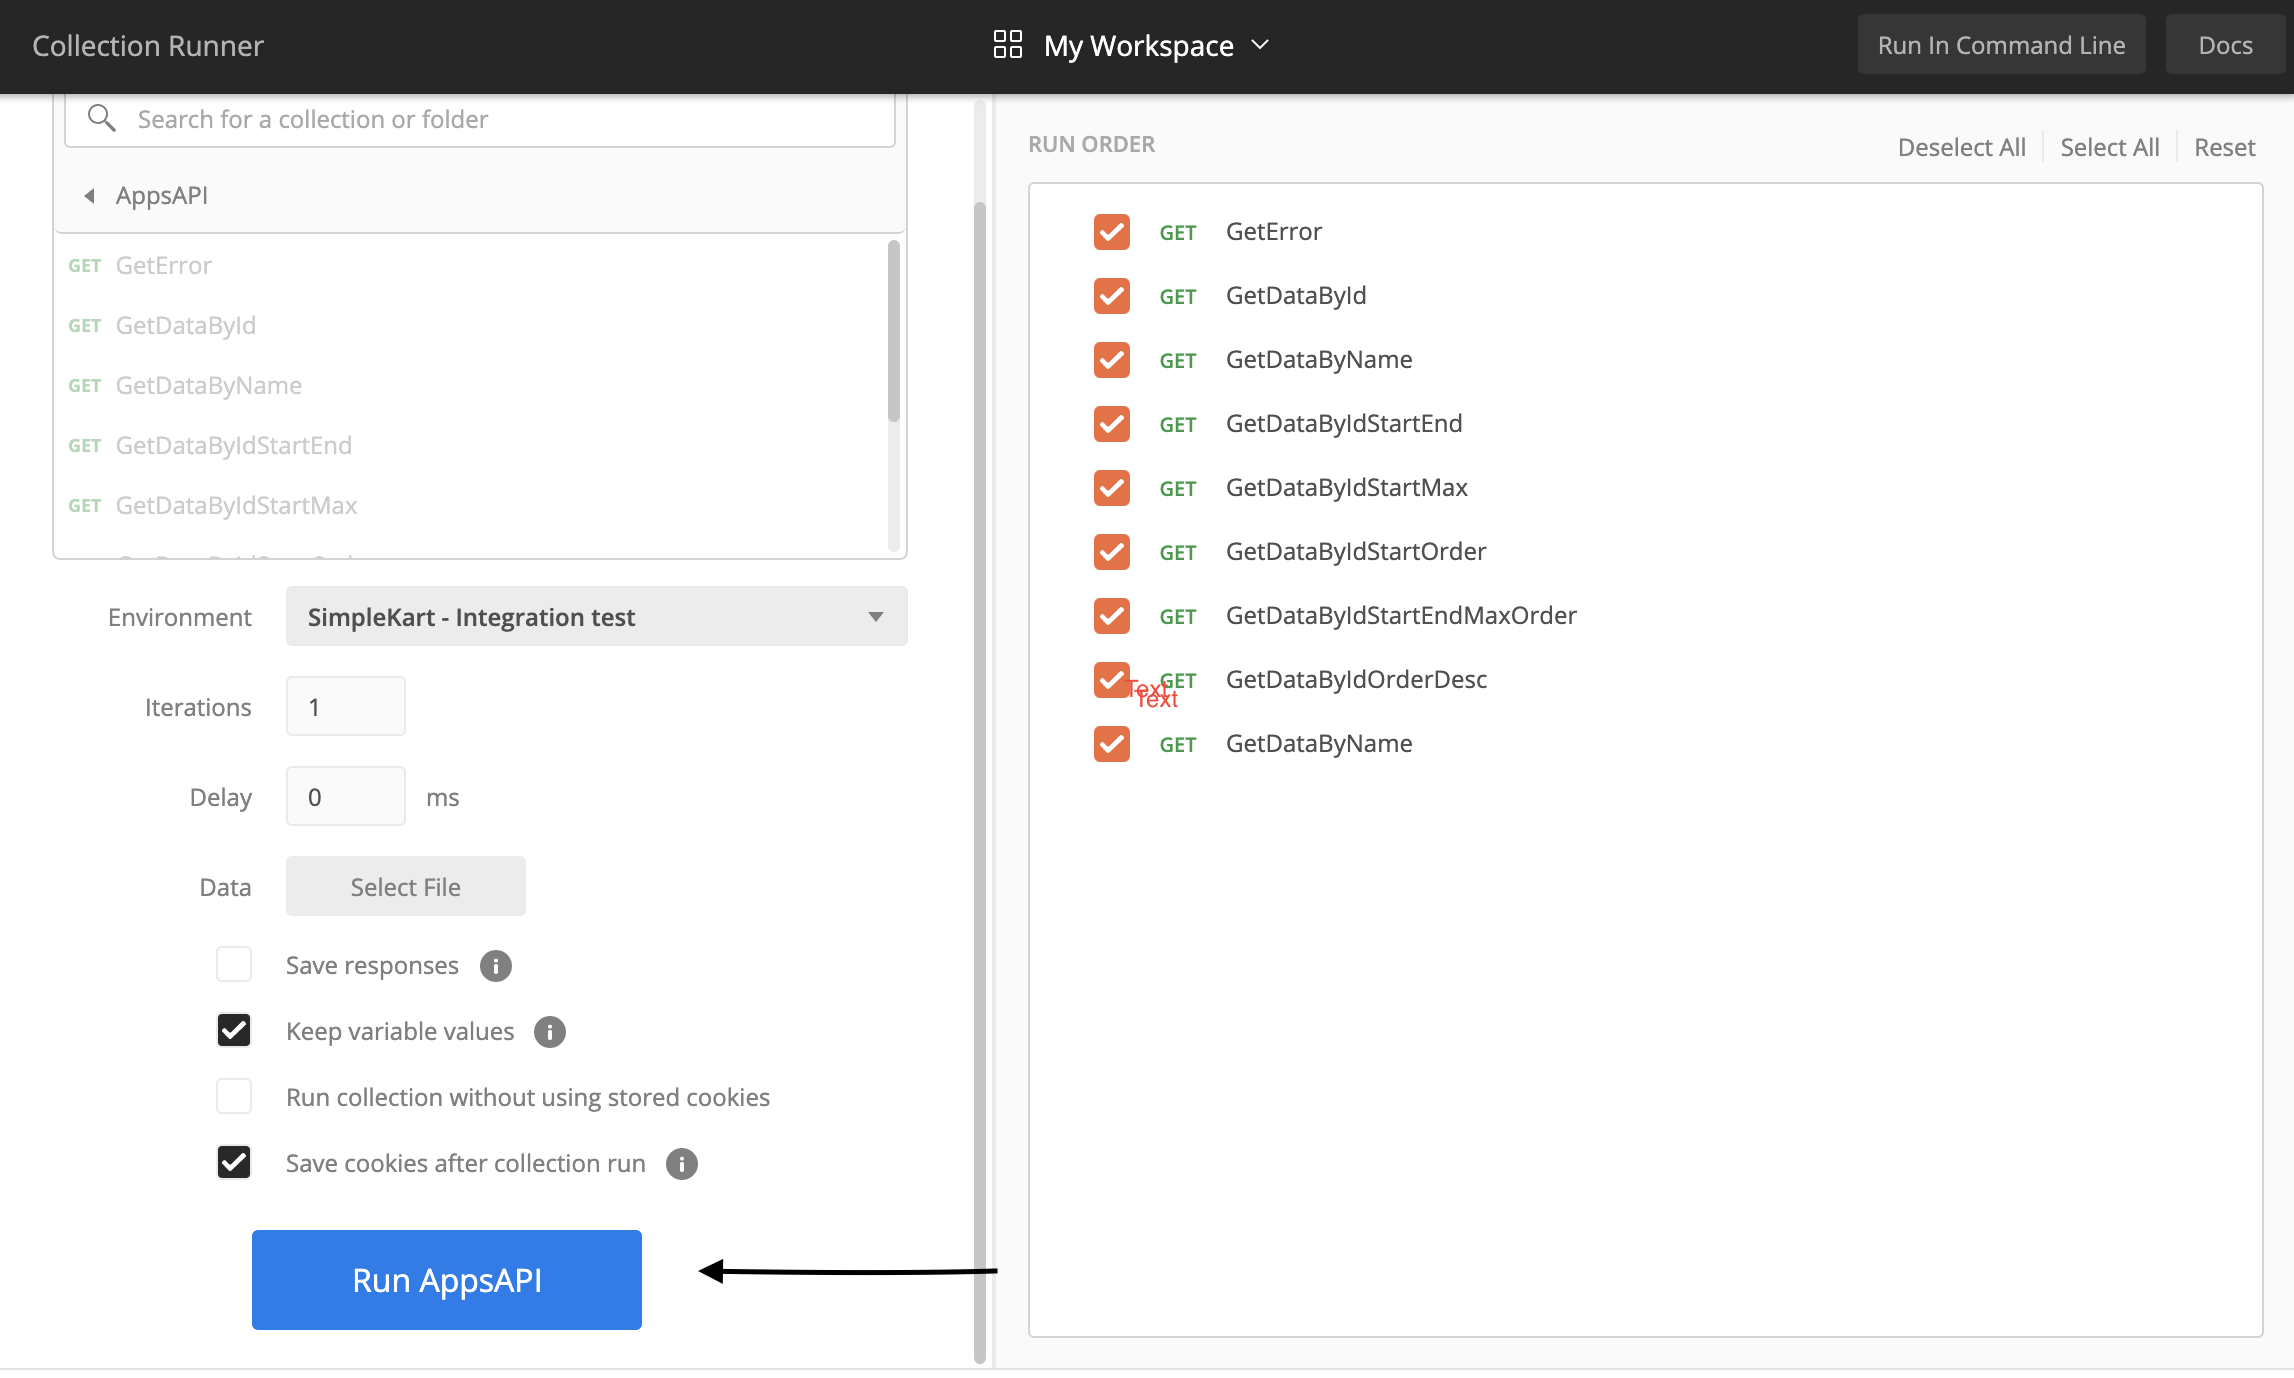 Collection Runner
My Workspace
Run In Command Line
Docs
Search for a collection or folder
AppsAPI
GET GetError
GET GetDataById
GET GetDataByName
GET GetDataByIdStartEnd
GET GetDataByIdStartMax
Environment SimpleKart - Integration test
Iterations 1
Delay 0 ms
Data Select File
Save responses
Keep variable values
Run collection without using stored cookies
Save cookies after collection run
Run AppsAPI
RUN ORDER
Deselect All
Select All
Reset
GET GetError
GET GetDataById
GET GetDataByName
GET GetDataByIdStartEnd
GET GetDataByIdStartMax
GET GetDataByIdStartOrder
GET GetDataByIdStartEndMaxOrder
GET GetDataByIdOrderDesc
Text
Text
GET GetDataByName